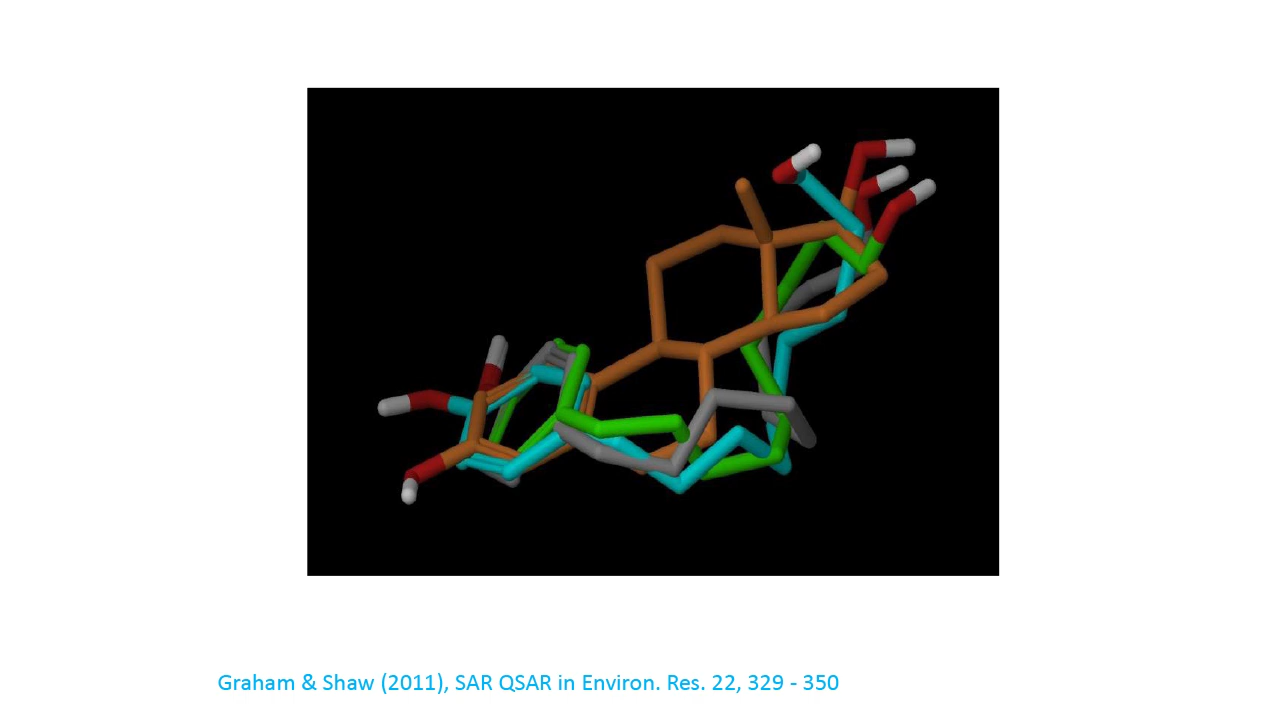 Graham & Shaw (2011), SAR QSAR in Environ. Res. 22, 329 - 350